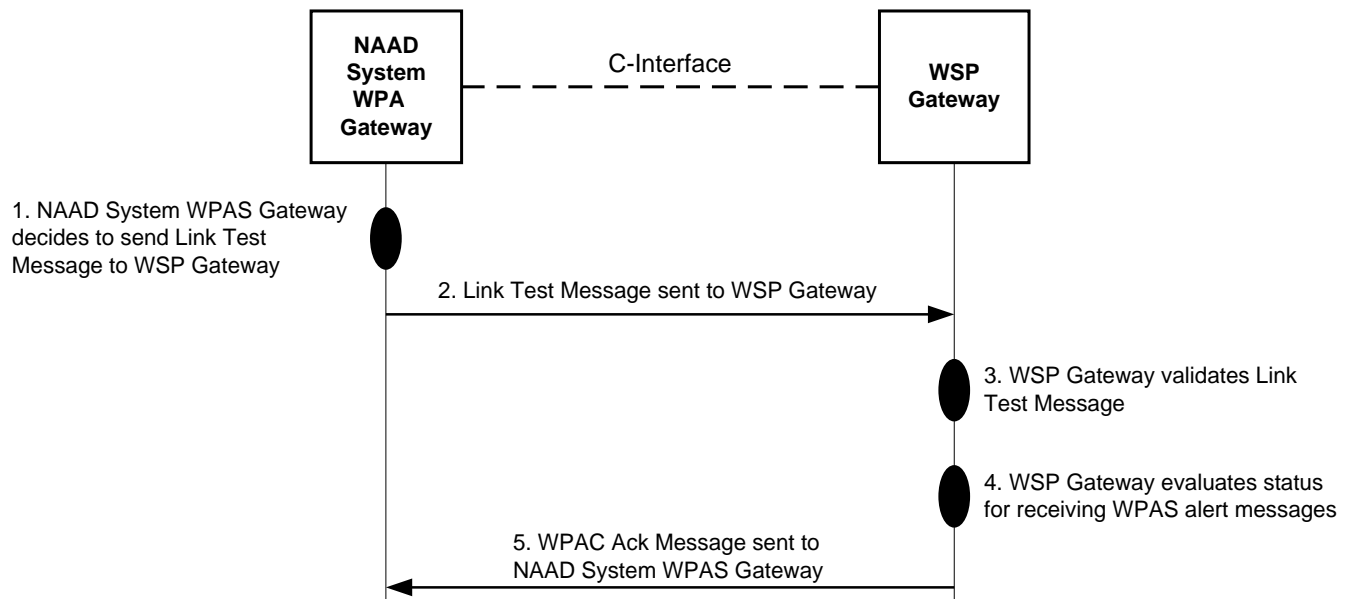 NAAD
System
WPA
Gateway
C-Interface
WSP
Gateway
1. NAAD System WPAS Gateway
decides to send Link Test
Message to WSP Gateway
2. Link Test Message sent to WSP Gateway
3. WSP Gateway validates Link
Test Message
4. WSP Gateway evaluates status
for receiving WPAS alert messages
5. WPAC Ack Message sent to
NAAD System WPAS Gateway